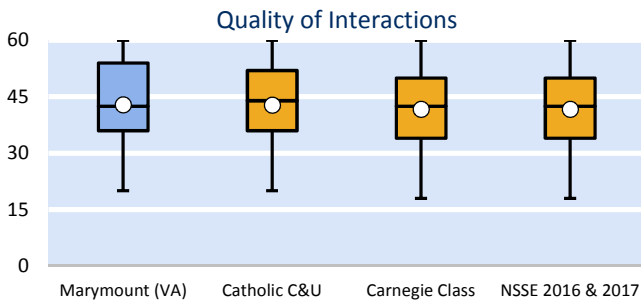 Quality of Interactions
60
45
30
15
0
Marymount (VA)
Catholic C&U
Carnegie Class
NSSE 2016 & 2017